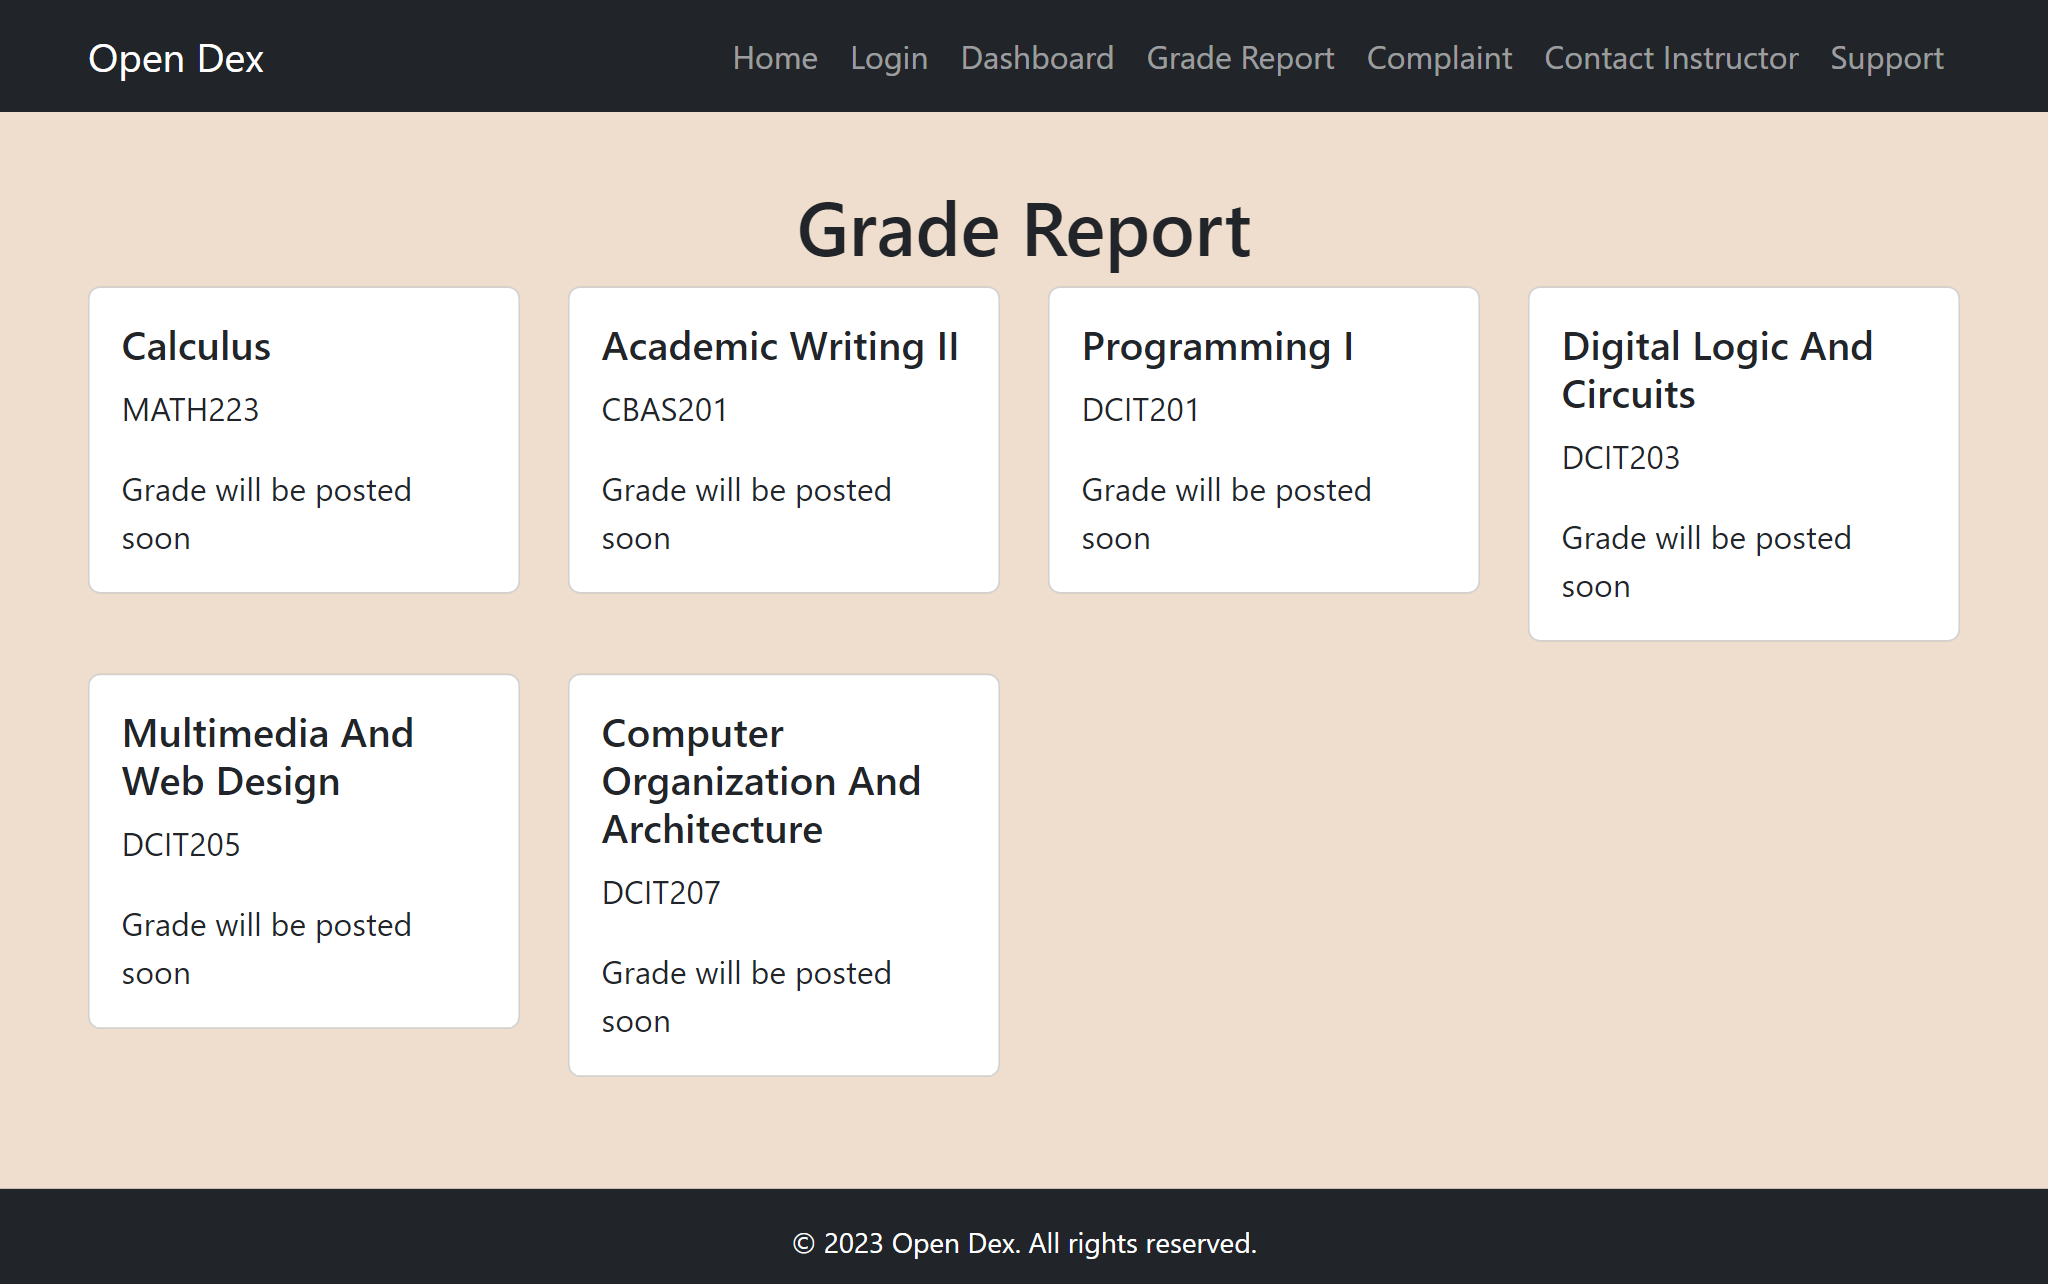 Open Dex
Home Login Dashboard Grade Report Complaint Contact Instructor Support
Grade Report
Calculus
MATH223
Grade will be posted
soon
Academic Writing II
CBAS201
Grade will be posted
soon
Programming I
DCIT201
Grade will be posted
soon
Digital Logic And
Circuits
DCIT203
Grade will be posted
soon
Multimedia And
Web Design
DCIT205
Grade will be posted
soon
Computer
Organization And
Architecture
DCIT207
Grade will be posted
soon
© 2023 Open Dex. All rights reserved.